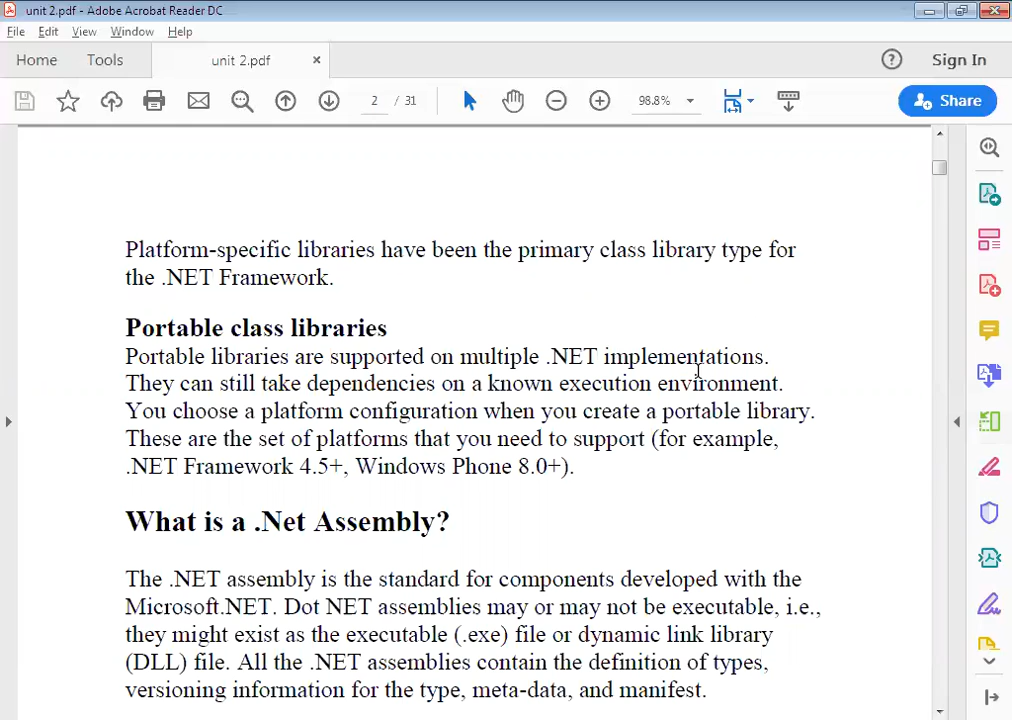 unit 2.pdf - Adobe Acrobat Reader DC
File Edit View Window Help
Home Tools unit 2.pdf × Sign In
2 / 31 98.8% Share
Platform-specific libraries have been the primary class library type for
the .NET Framework.
Portable class libraries
Portable libraries are supported on multiple .NET implementations.
They can still take dependencies on a known execution environment.
You choose a platform configuration when you create a portable library.
These are the set of platforms that you need to support (for example,
.NET Framework 4.5+, Windows Phone 8.0+).
What is a .Net Assembly?
The .NET assembly is the standard for components developed with the
Microsoft.NET. Dot NET assemblies may or may not be executable, i.e.,
they might exist as the executable (.exe) file or dynamic link library
(DLL) file. All the .NET assemblies contain the definition of types,
versioning information for the type, meta-data, and manifest.